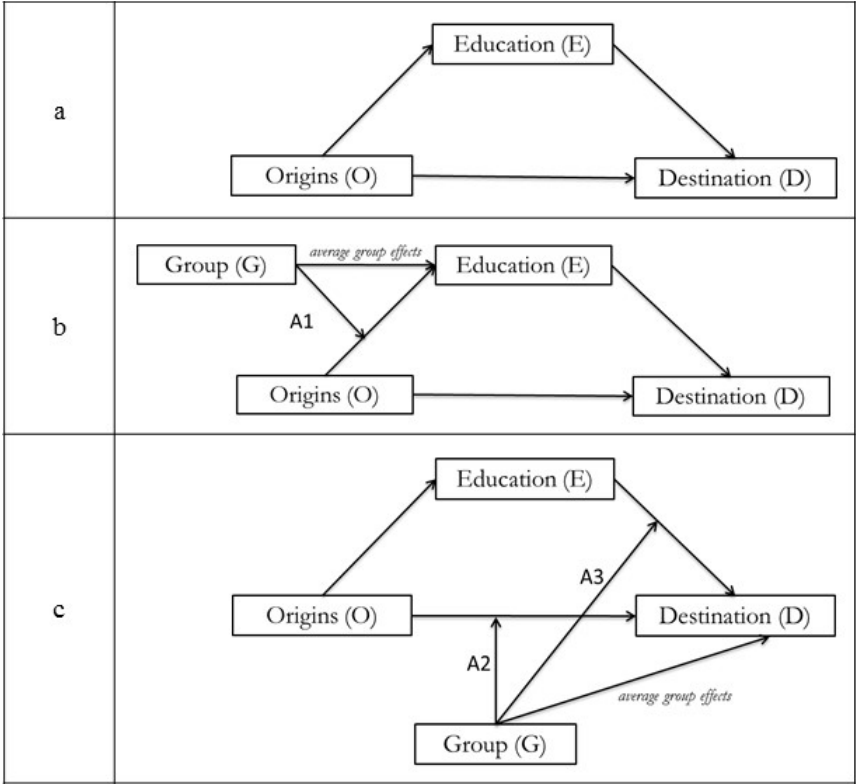 a
Education (E)
Origins (O)
Destination (D)
b
Group (G)
average group effects
Education (E)
A1
Origins (O)
Destination (D)
c
Education (E)
A3
Origins (O)
Destination (D)
A2
average group effects
Group (G)